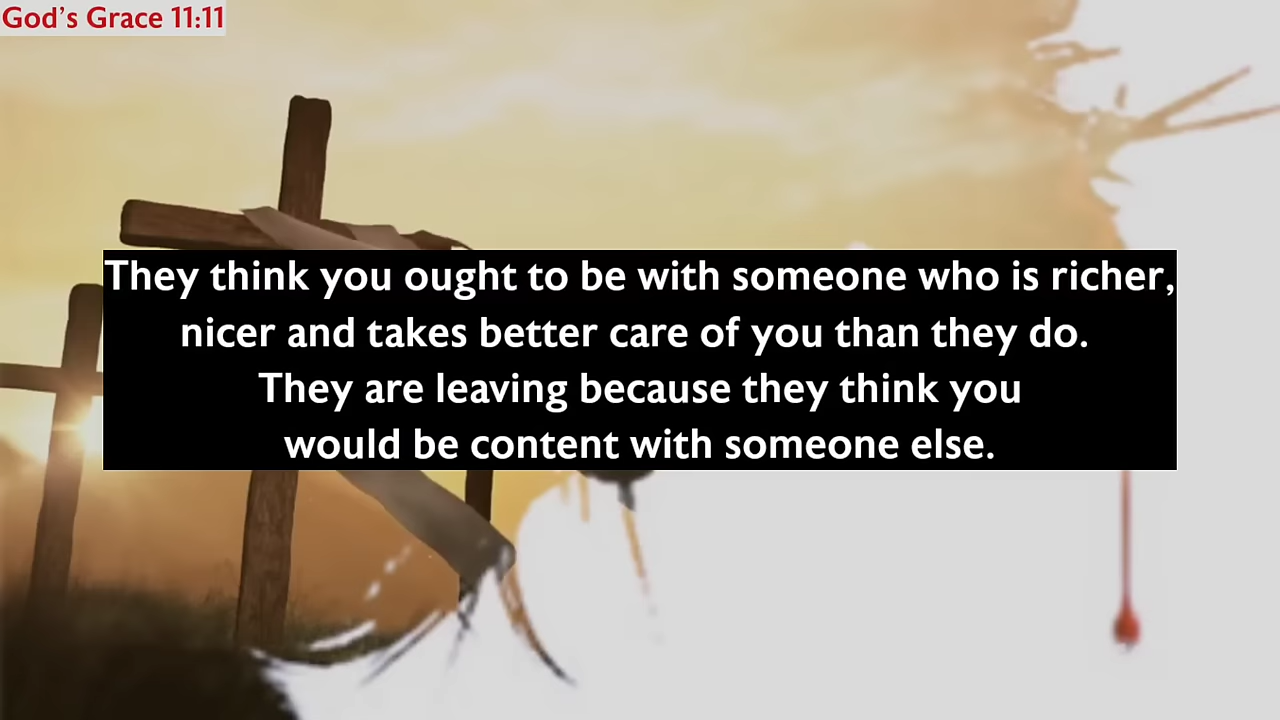 God’s Grace 11:11
They think you ought to be with someone who is richer,
nicer and takes better care of you than they do.
They are leaving because they think you
would be content with someone else.